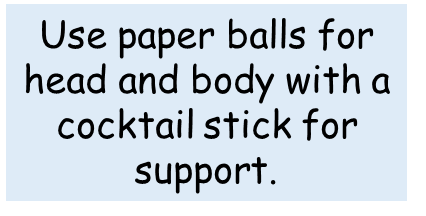 Use paper balls for
head and body with a
cocktail stick for
support.